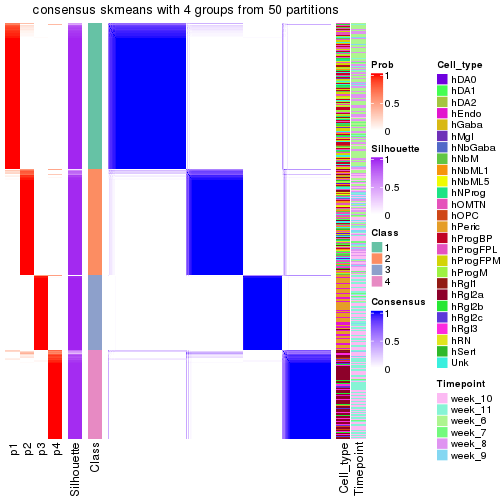 consensus skmeans with 4 groups from 50 partitions
p1
p2
p3
p4
Silhouette
Class
Cell_type
Timepoint
Prob
1
0.5
0
Silhouette
1
0.5
0
Class
1
2
3
4
Consensus
1
0.5
0
Cell_type
hDA0
hDA1
hDA2
hEndo
hGaba
hMgl
hNbGaba
hNbM
hNbML1
hNbML5
hNProg
hOMTN
hOPC
hPeric
hProgBP
hProgFPL
hProgFPM
hProgM
hRgl1
hRgl2a
hRgl2b
hRgl2c
hRgl3
hRN
hSert
Unk
Timepoint
week_10
week_11
week_6
week_7
week_8
week_9